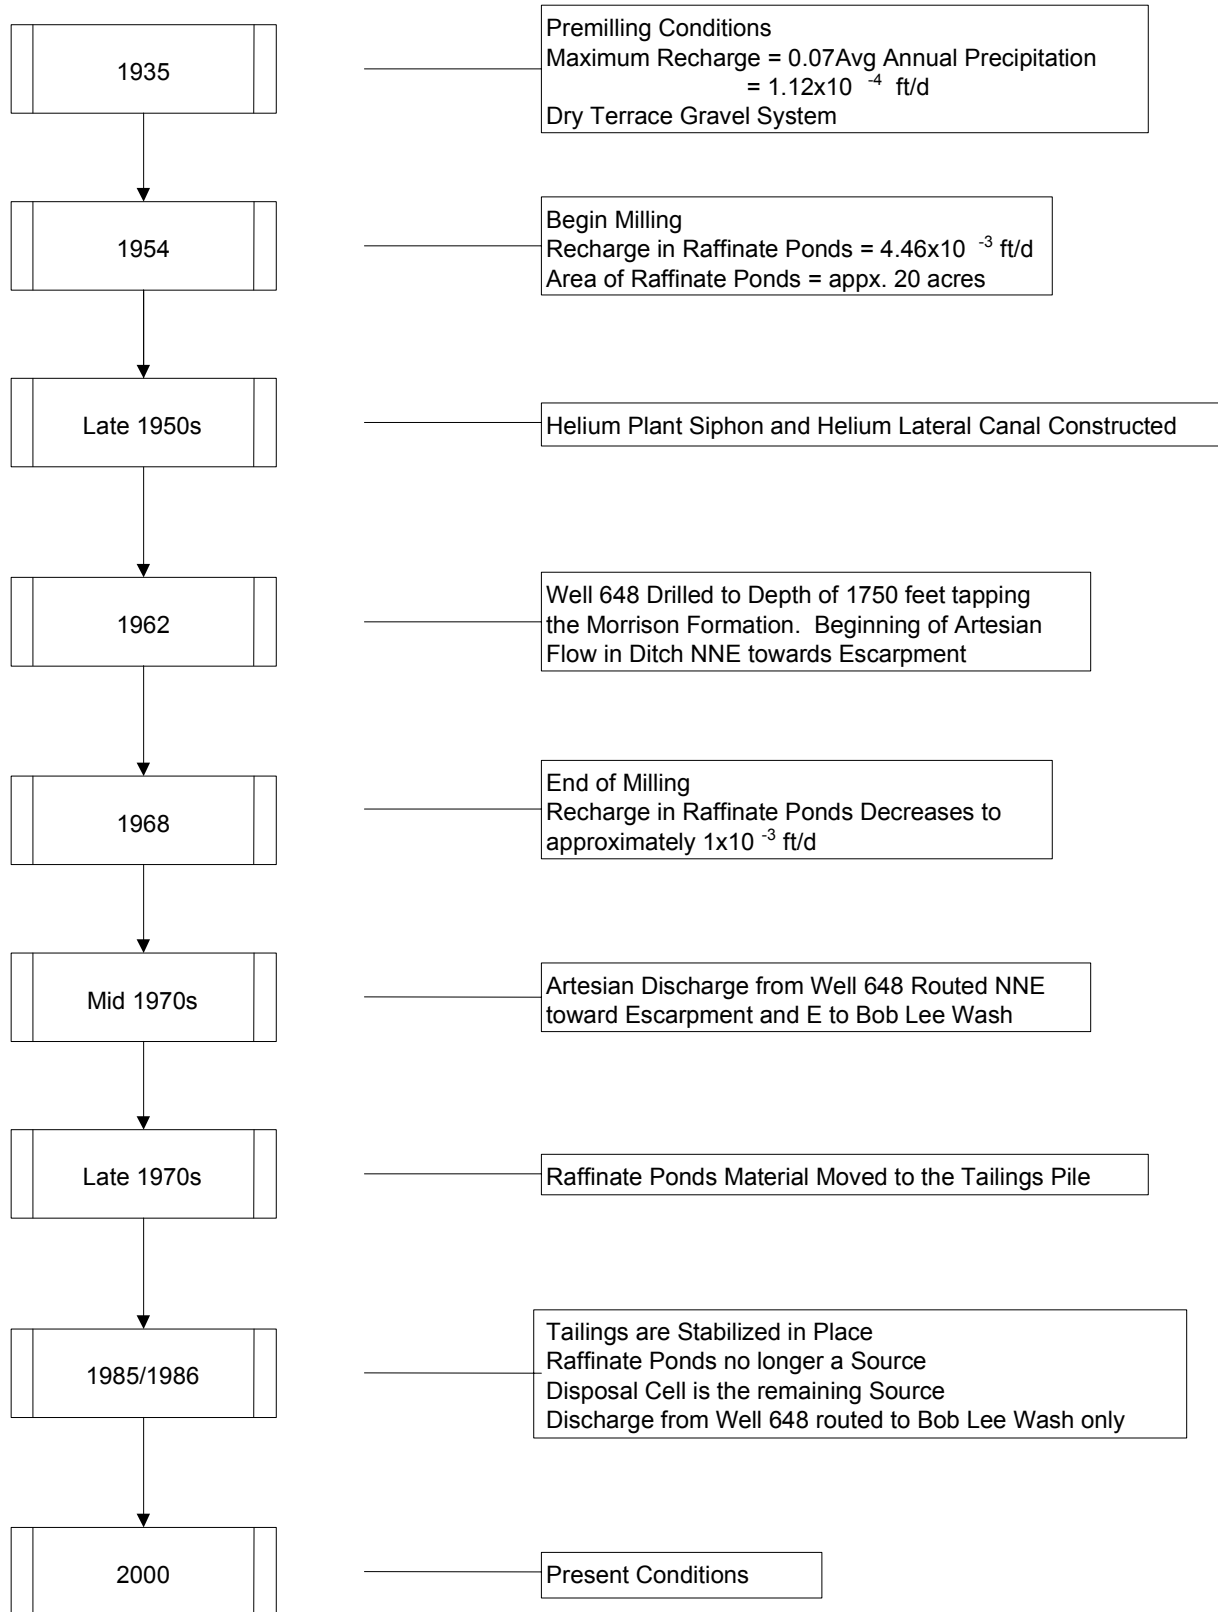 1935
Premilling Conditions
Maximum Recharge = 0.07Avg Annual Precipitation
= 1.12x10 -4 ft/d
Dry Terrace Gravel System
1954
Begin Milling
Recharge in Raffinate Ponds = 4.46x10 -3 ft/d
Area of Raffinate Ponds = appx. 20 acres
Late 1950s
Helium Plant Siphon and Helium Lateral Canal Constructed
1962
Well 648 Drilled to Depth of 1750 feet tapping
the Morrison Formation. Beginning of Artesian
Flow in Ditch NNE towards Escarpment
1968
End of Milling
Recharge in Raffinate Ponds Decreases to
approximately 1x10 -3 ft/d
Mid 1970s
Artesian Discharge from Well 648 Routed NNE
toward Escarpment and E to Bob Lee Wash
Late 1970s
Raffinate Ponds Material Moved to the Tailings Pile
1985/1986
Tailings are Stabilized in Place
Raffinate Ponds no longer a Source
Disposal Cell is the remaining Source
Discharge from Well 648 routed to Bob Lee Wash only
2000
Present Conditions